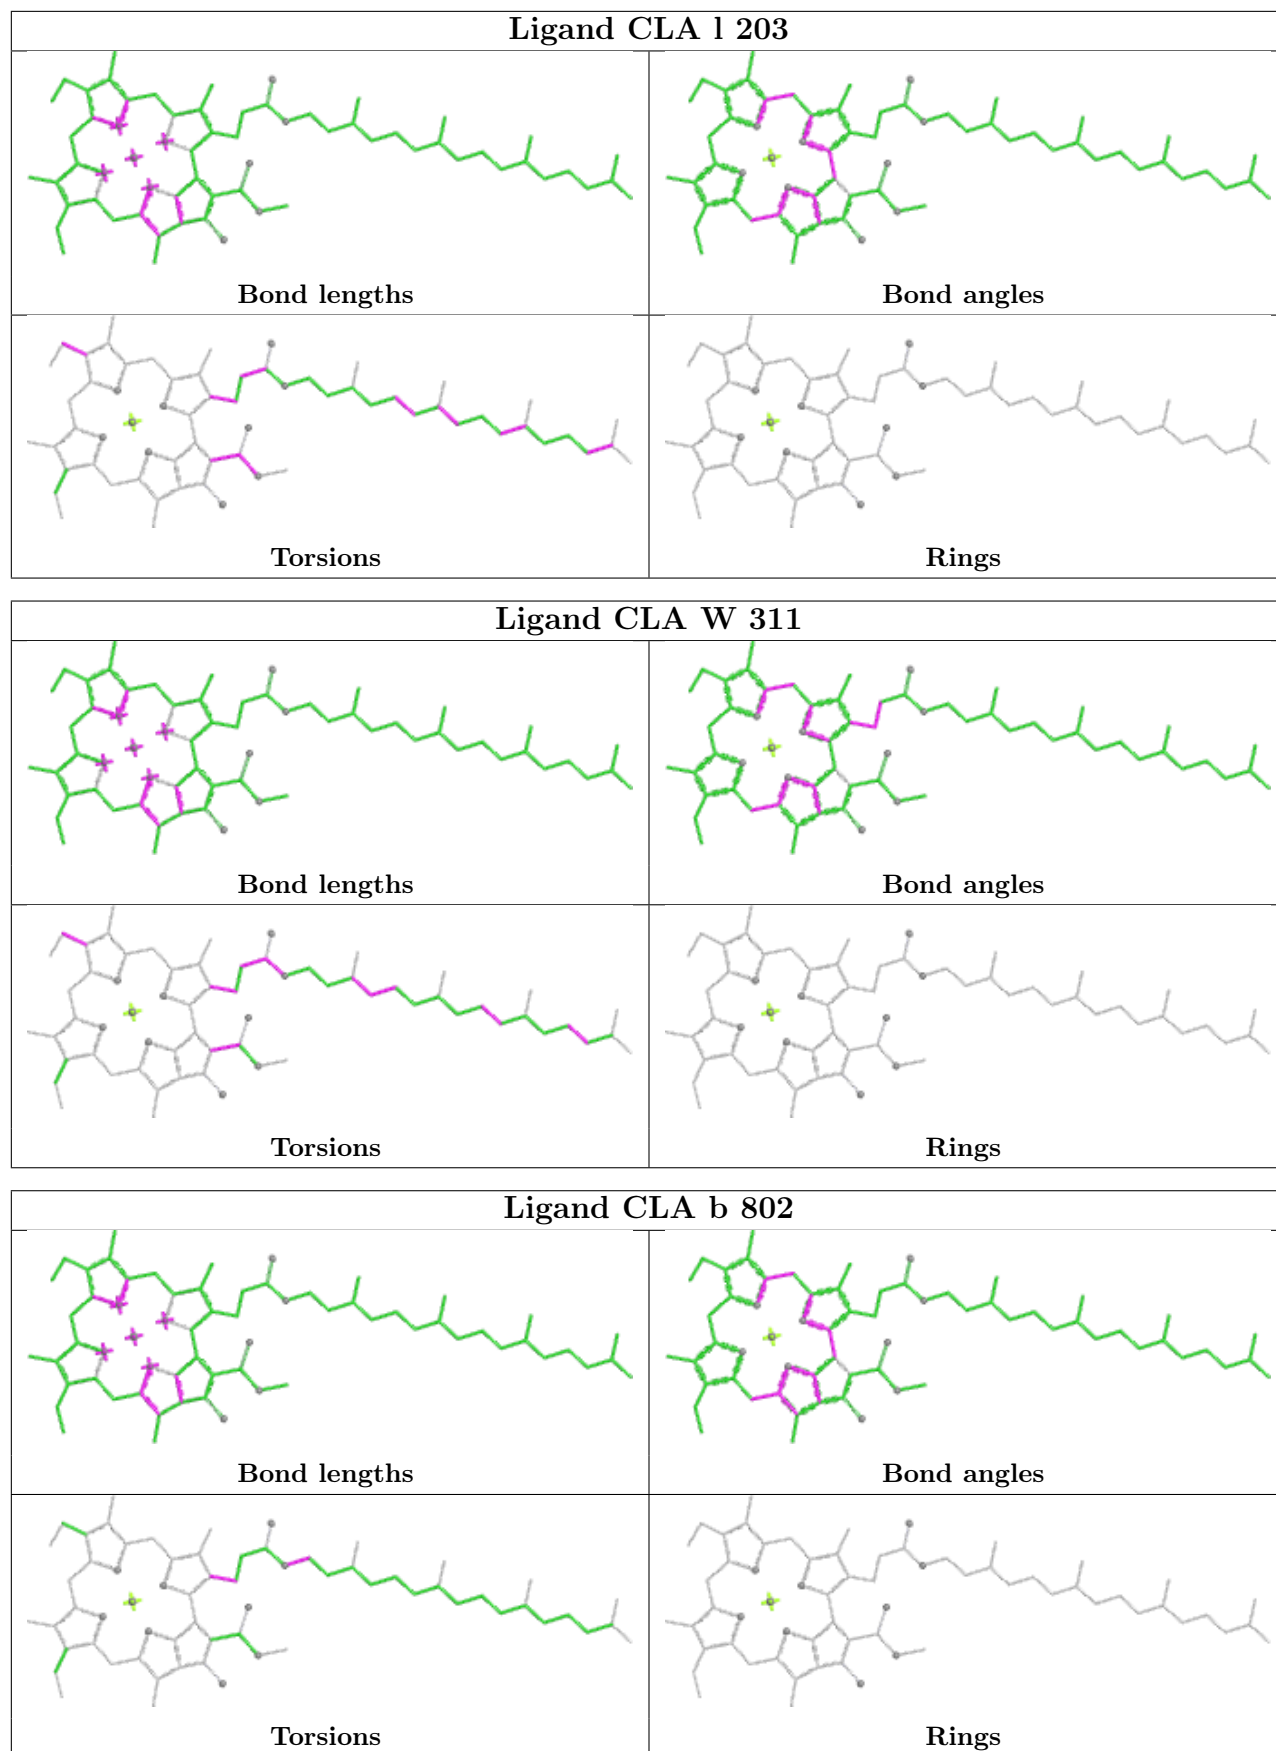 Ligand CLA l 203
Bond lengths
Bond angles
Torsions
Rings
Ligand CLA W 311
Bond lengths
Bond angles
Torsions
Rings
Ligand CLA b 802
Bond lengths
Bond angles
Torsions
Rings